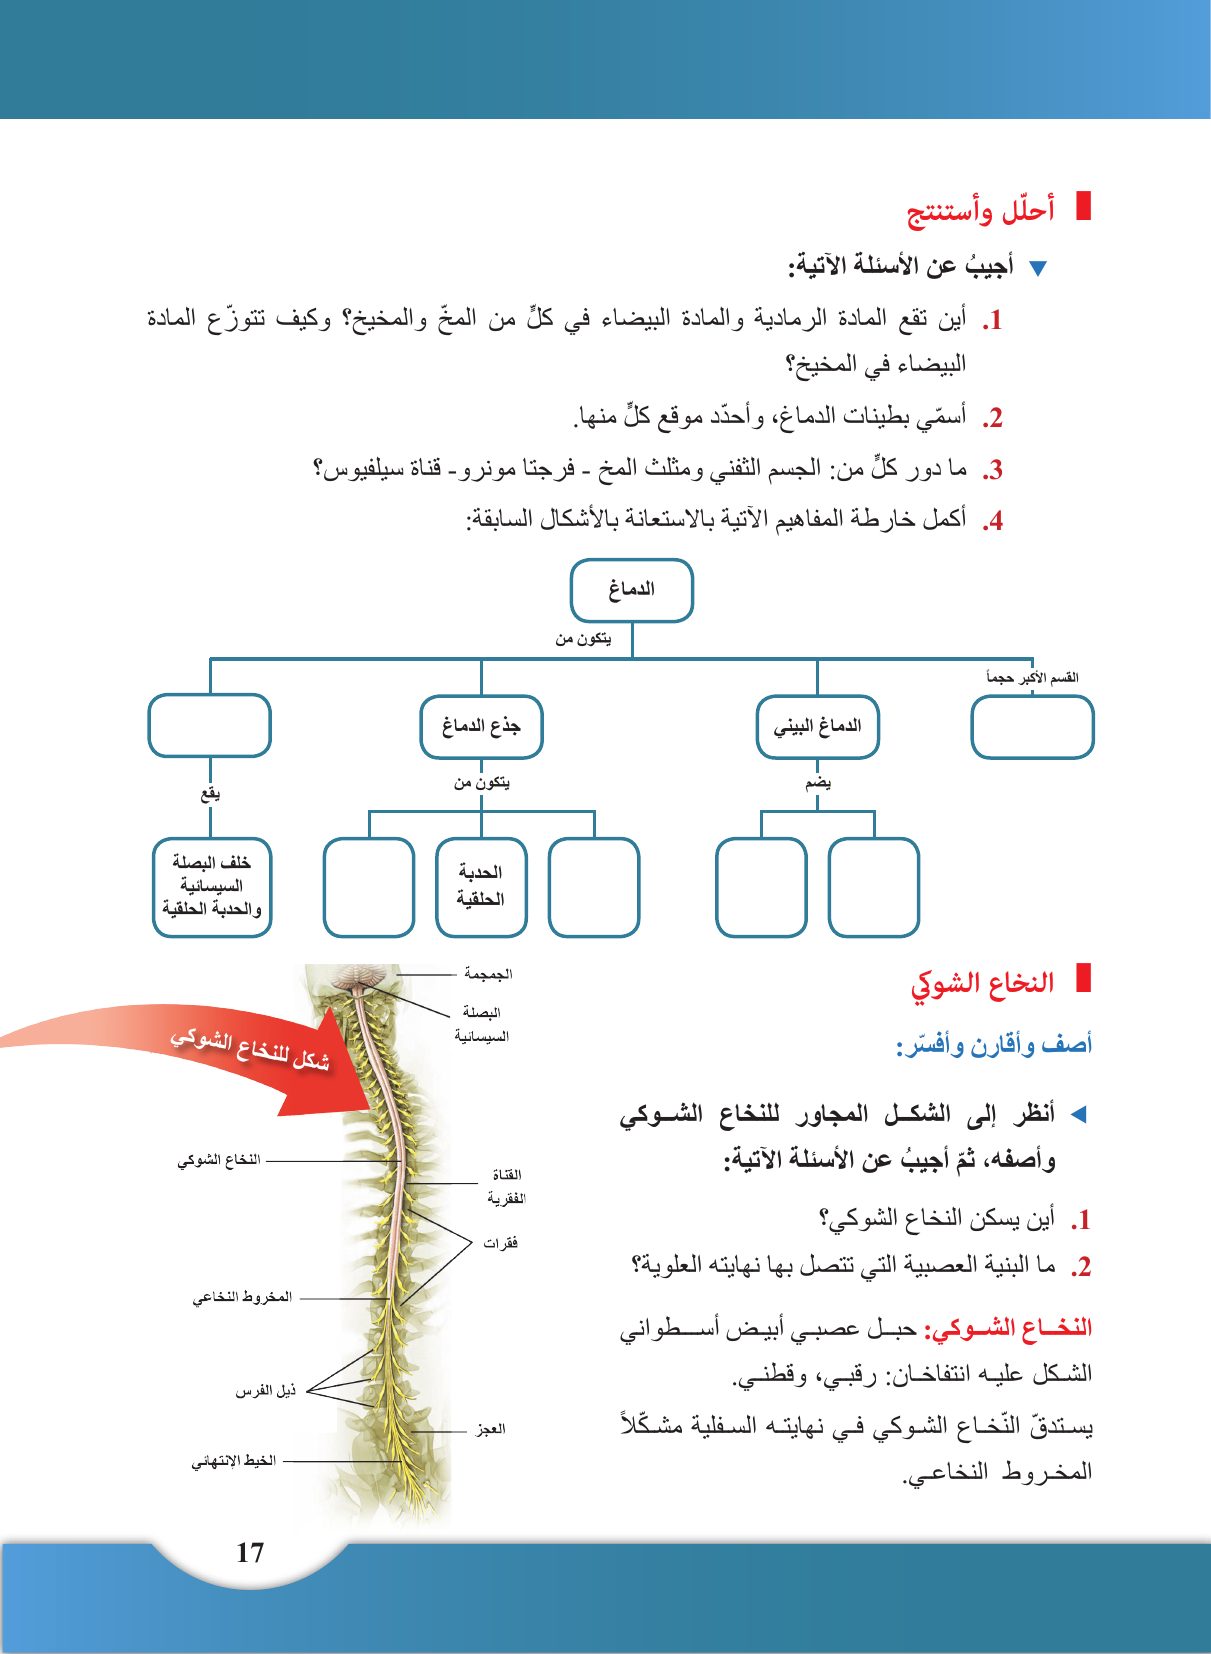 أحلّل وأستنتج
أجيبُ عن الأسئلة الآتية:
1. أين تقع المادة الرمادية والمادة البيضاء في كلٍّ من المخّ والمخيخ؟ وكيف تتوزّع المادة
البيضاء في المخيخ؟
2. أسمّي بطينات الدماغ، وأحدّد موقع كلٍّ منها.
3. ما دور كلٍّ من: الجسم الثفني ومثلث المخ - فرجتا مونرو- قناة سيلفيوس؟
4. أكمل خارطة المفاهيم الآتية بالاستعانة بالأشكال السابقة:
الدماغ
يتكون من
القسم الأكبر حجماً
الدماغ البيني
جذع الدماغ
يضم
يتكون من
يقع
الحدبة
الحلقية
خلف البصلة
السيسائية
والحدبة الحلقية
النخاع الشوكي
أصف وأقارن وأفسّر:
أنظر إلى الشكل المجاور للنخاع الشوكي
وأصفه، ثمّ أجيبُ عن الأسئلة الآتية:
1. أين يسكن النخاع الشوكي؟
2. ما البنية العصبية التي تتصل بها نهايته العلوية؟
النخاع الشوكي: حبل عصبي أبيض أسطواني
الشكل عليه انتفاخان: رقبي، وقطني.
يستدقّ النّخاع الشوكي في نهايته السفلية مشكّلاً
المخروط النخاعي.
الجمجمة
البصلة
السيسائية
شكل للنخاع الشوكي
النخاع الشوكي
القناة
الفقرية
فقرات
المخروط النخاعي
ذيل الفرس
العجز
الخيط الإنتهائي
17